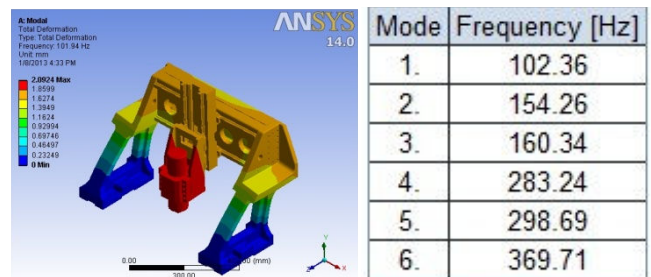 A: Modal
Total Deformation
Type: Total Deformation
Frequency: 101.94 Hz
Unit: mm
1/8/2013 4:33 PM
ANSYS
14.0
2.0924 Max
1.8599
1.6274
1.3949
1.1624
0.92994
0.69746
0.46497
0.23249
0 Min
0.00
300.00
(mm)
Y
Z
X
Mode Frequency [Hz]
1. 102.36
2. 154.26
3. 160.34
4. 283.24
5. 298.69
6. 369.71